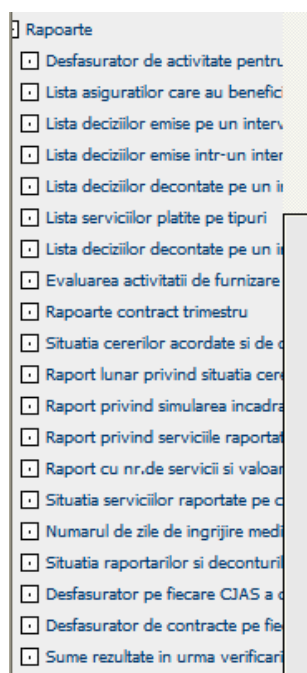 Rapoarte
Desfasurator de activitate pentru
Lista asiguratilor care au benefic
Lista deciziilor emise pe un interv
Lista deciziilor emise intr-un inter
Lista deciziilor decontate pe un i
Lista serviciilor platite pe tipuri
Lista deciziilor decontate pe un i
Evaluarea activitatii de furnizare
Rapoarte contract trimestru
Situatia cererilor acordate si de
Raport lunar privind situatia cere
Raport privind simularea incadra
Raport privind serviciile raportat
Raport cu nr.de servicii si valoar
Situatia serviciilor raportate pe c
Numarul de zile de ingrijire medi
Situatia raportarilor si deconturil
Desfasurator pe fiecare CJAS a
Desfasurator de contracte pe fie
Sume rezultate in urma verificari